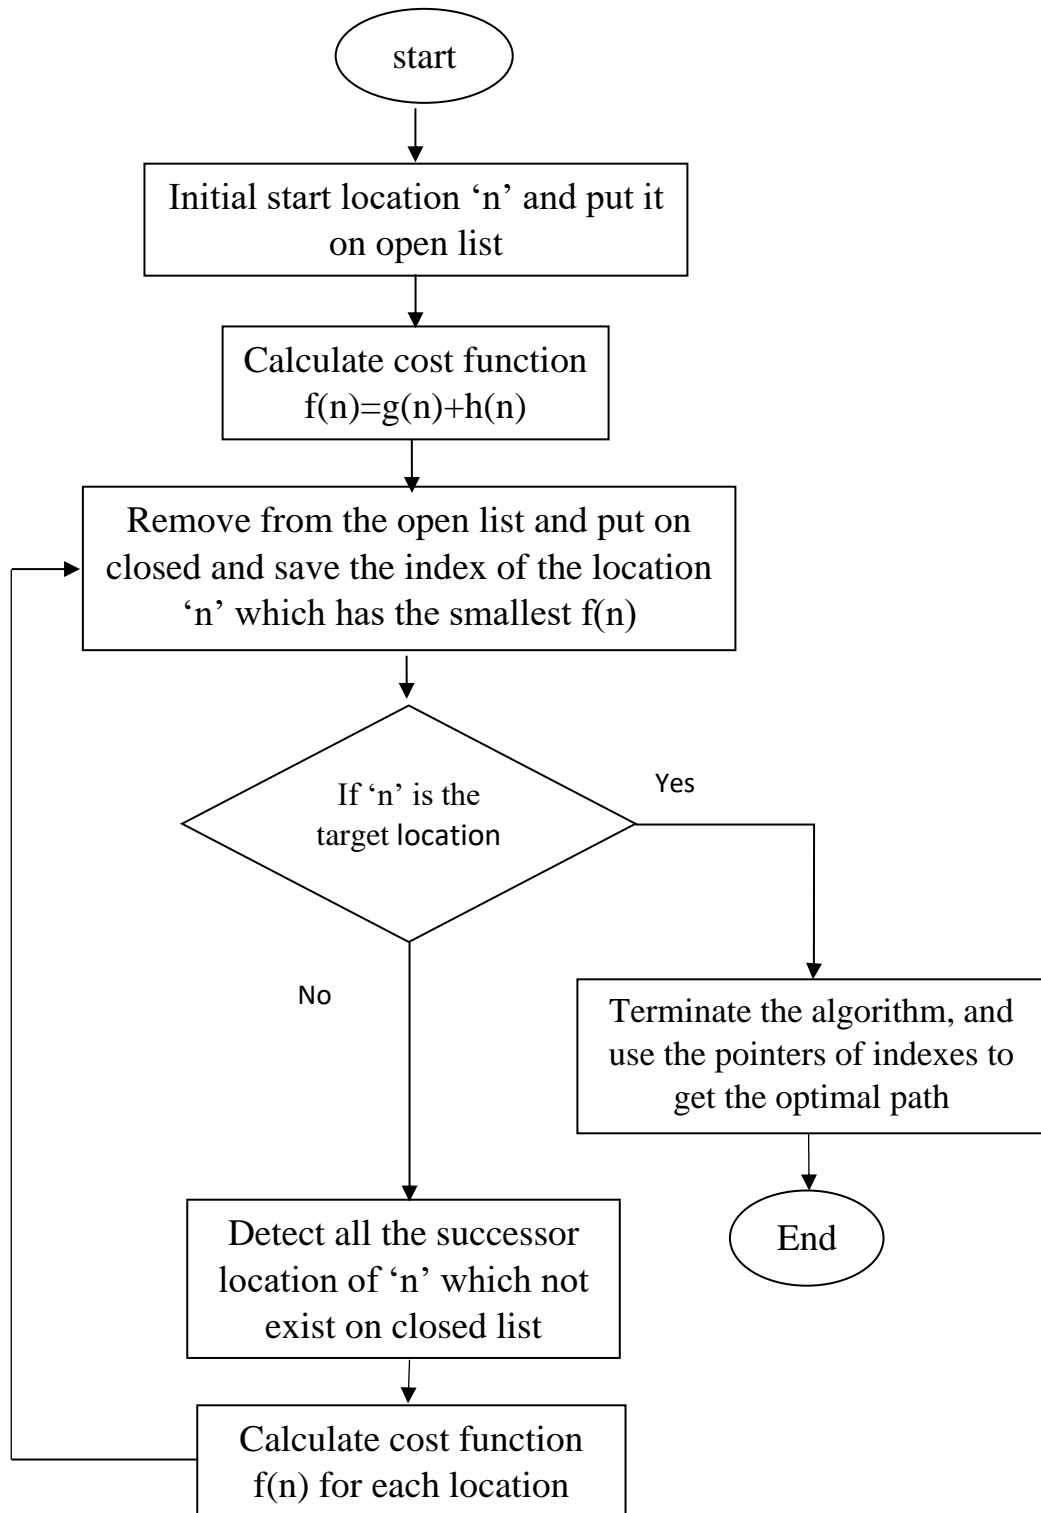 start
Initial start location ‘n’ and put it
on open list
Calculate cost function
f(n)=g(n)+h(n)
Remove from the open list and put on
closed and save the index of the location
‘n’ which has the smallest f(n)
If ‘n’ is the
target location
Yes
No
Terminate the algorithm, and
use the pointers of indexes to
get the optimal path
End
Detect all the successor
location of ‘n’ which not
exist on closed list
Calculate cost function
f(n) for each location